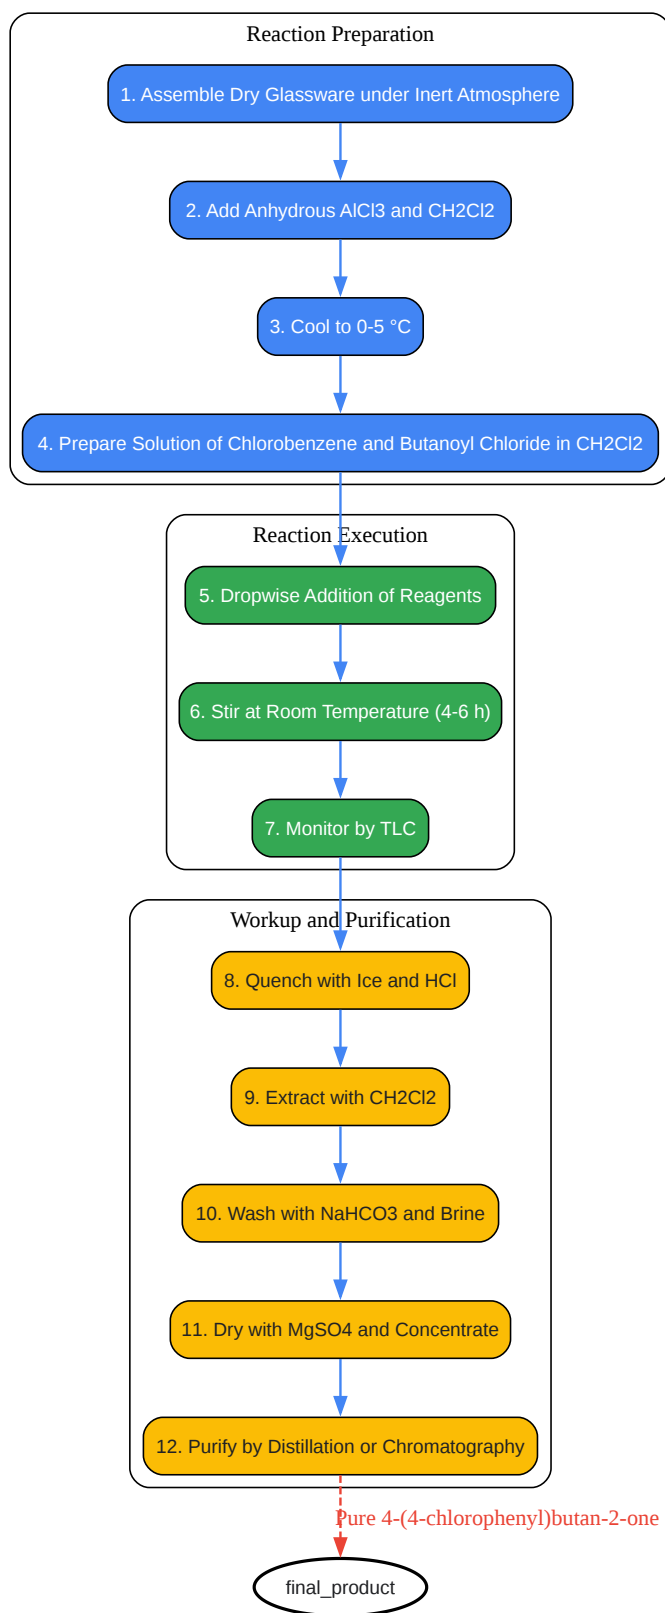 Reaction Preparation
1. Assemble Dry Glassware under Inert Atmosphere
2. Add Anhydrous AlCl3 and CH2Cl2
3. Cool to 0-5 °C
4. Prepare Solution of Chlorobenzene and Butanoyl Chloride in CH2Cl2
Reaction Execution
5. Dropwise Addition of Reagents
6. Stir at Room Temperature (4-6 h)
7. Monitor by TLC
Workup and Purification
8. Quench with Ice and HCl
9. Extract with CH2Cl2
10. Wash with NaHCO3 and Brine
11. Dry with MgSO4 and Concentrate
12. Purify by Distillation or Chromatography
Pure 4-(4-chlorophenyl)butan-2-one
final_product